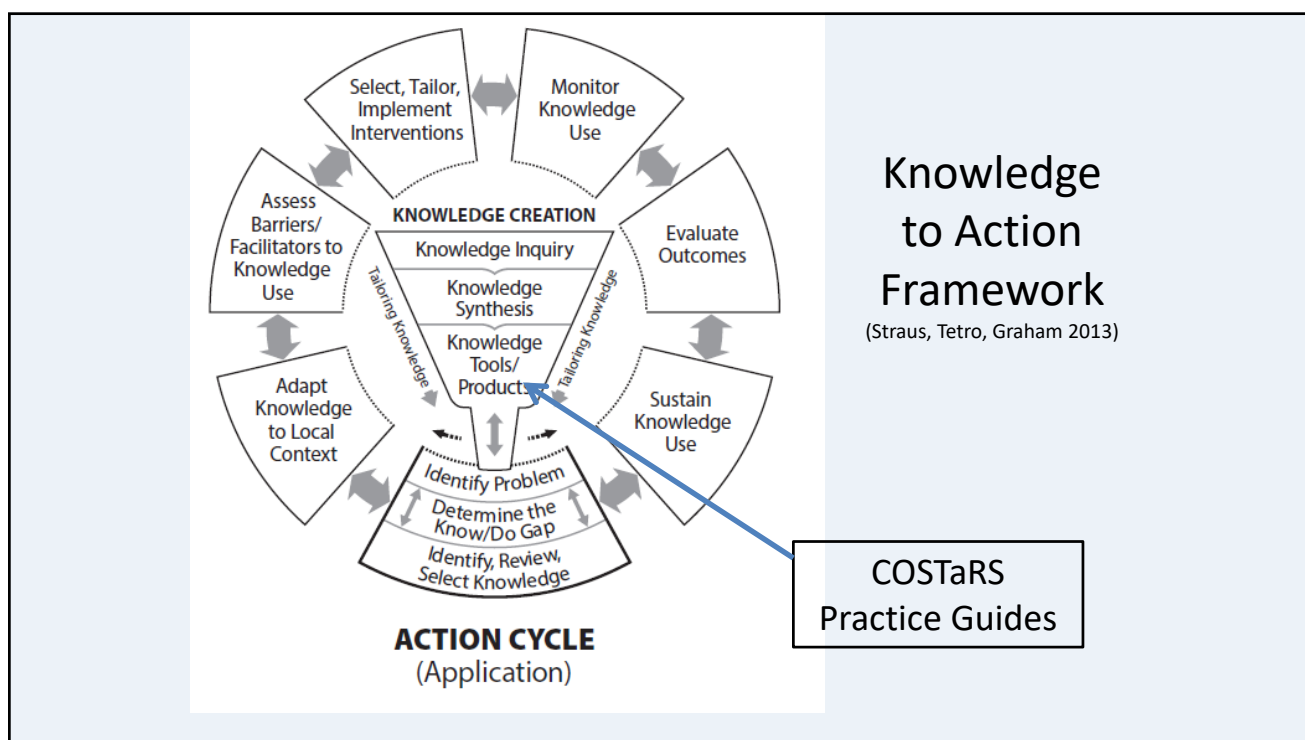 Select, Tailor,
Implement
Interventions
Monitor
Knowledge
Use
Assess
Barriers/
Facilitators to
Knowledge
Use
KNOWLEDGE CREATION
Knowledge Inquiry
Knowledge
Synthesis
Knowledge
Tools/
Products
Tailoring Knowledge
Tailoring Knowledge
Evaluate
Outcomes
Adapt
Knowledge
to Local
Context
Sustain
Knowledge
Use
Identify Problem
Determine the
Know/Do Gap
Identify, Review,
Select Knowledge
ACTION CYCLE
(Application)
Knowledge
to Action
Framework
(Straus, Tetro, Graham 2013)
COSTaRS
Practice Guides